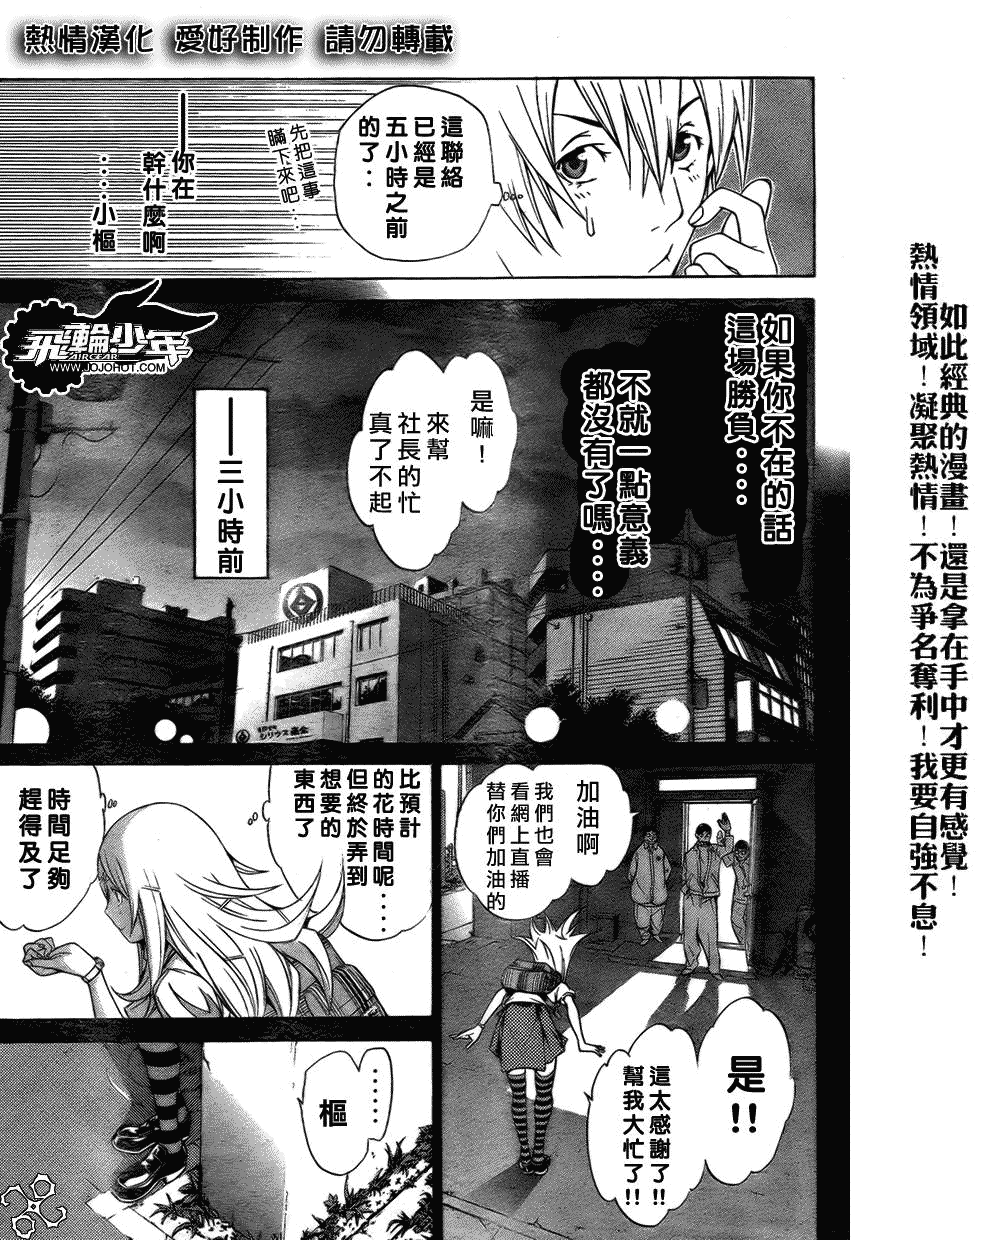 熱情漢化 愛好制作 請勿轉載
這聯絡
已經是
五小時之前
的了..
先把這事
瞞下來吧...
——你在
幹什麼啊
....小樞
飛輪少年
AIRGEAR
WWW.JOJOHOT.COM
如果你不在的話
這場勝負....
不就一點意義
都沒有了嗎.....
是嘛!
來幫
社長的忙
真了不起
——三小時前
シリウス
加油啊
我們也會
看網上直播
替你們加油的
是!!
這太感謝了!!
幫我大忙了!!
比預計
的花時間呢....
但終於弄到
想要的
東西了
時間足夠
趕得及了
.....
樞
如此經典的漫畫!還是拿在手中才更有感覺!
熱情領域!凝聚熱情!不為爭名奪利!我要自強不息!